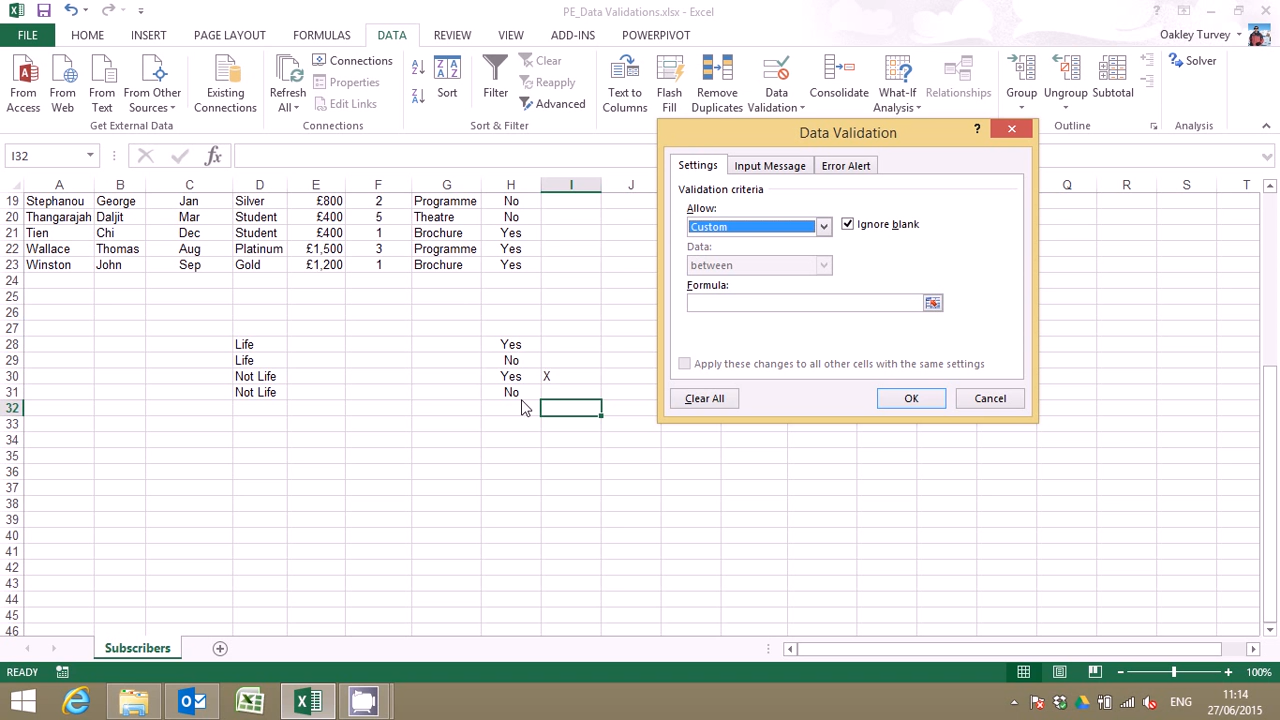 PE_Data Validations.xlsx - Excel
FILE HOME INSERT PAGE LAYOUT FORMULAS DATA REVIEW VIEW ADD-INS POWERPIVOT Oakley Turvey
From Access
From Web
From Text
From Other Sources
Existing Connections
Get External Data
Refresh All
Connections
Properties
Edit Links
Connections
Sort
Filter
Clear
Reapply
Advanced
Sort & Filter
Text to Columns
Flash Fill
Remove Duplicates
Data Validation
Consolidate
What-If Analysis
Relationships
Group
Ungroup
Subtotal
Outline
Solver
Analysis
I32
A B C D E F G H I J Q R S T
19 Stephanou George Jan Silver £800 2 Programme No
20 Thangarajah Daljit Mar Student £400 5 Theatre No
21 Tien Chi Dec Student £400 1 Brochure Yes
22 Wallace Thomas Aug Platinum £1,500 3 Programme Yes
23 Winston John Sep Gold £1,200 1 Brochure Yes
24
25
26
27
28 Life Yes
29 Life No
30 Not Life Yes X
31 Not Life No
32
33
34
35
36
37
38
39
40
41
42
43
44
45
46
Data Validation
Settings Input Message Error Alert
Validation criteria
Allow:
Custom
Ignore blank
Data:
between
Formula:
Apply these changes to all other cells with the same settings
Clear All OK Cancel
Subscribers
READY 100%
ENG
11:14
27/06/2015